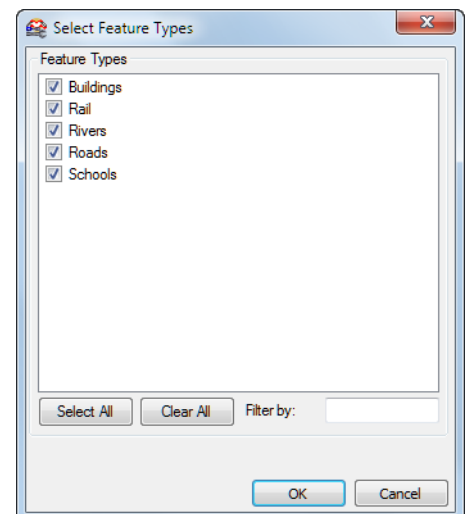 Select Feature Types
Feature Types
Buildings
Rail
Rivers
Roads
Schools
Select All Clear All Filter by:
OK Cancel